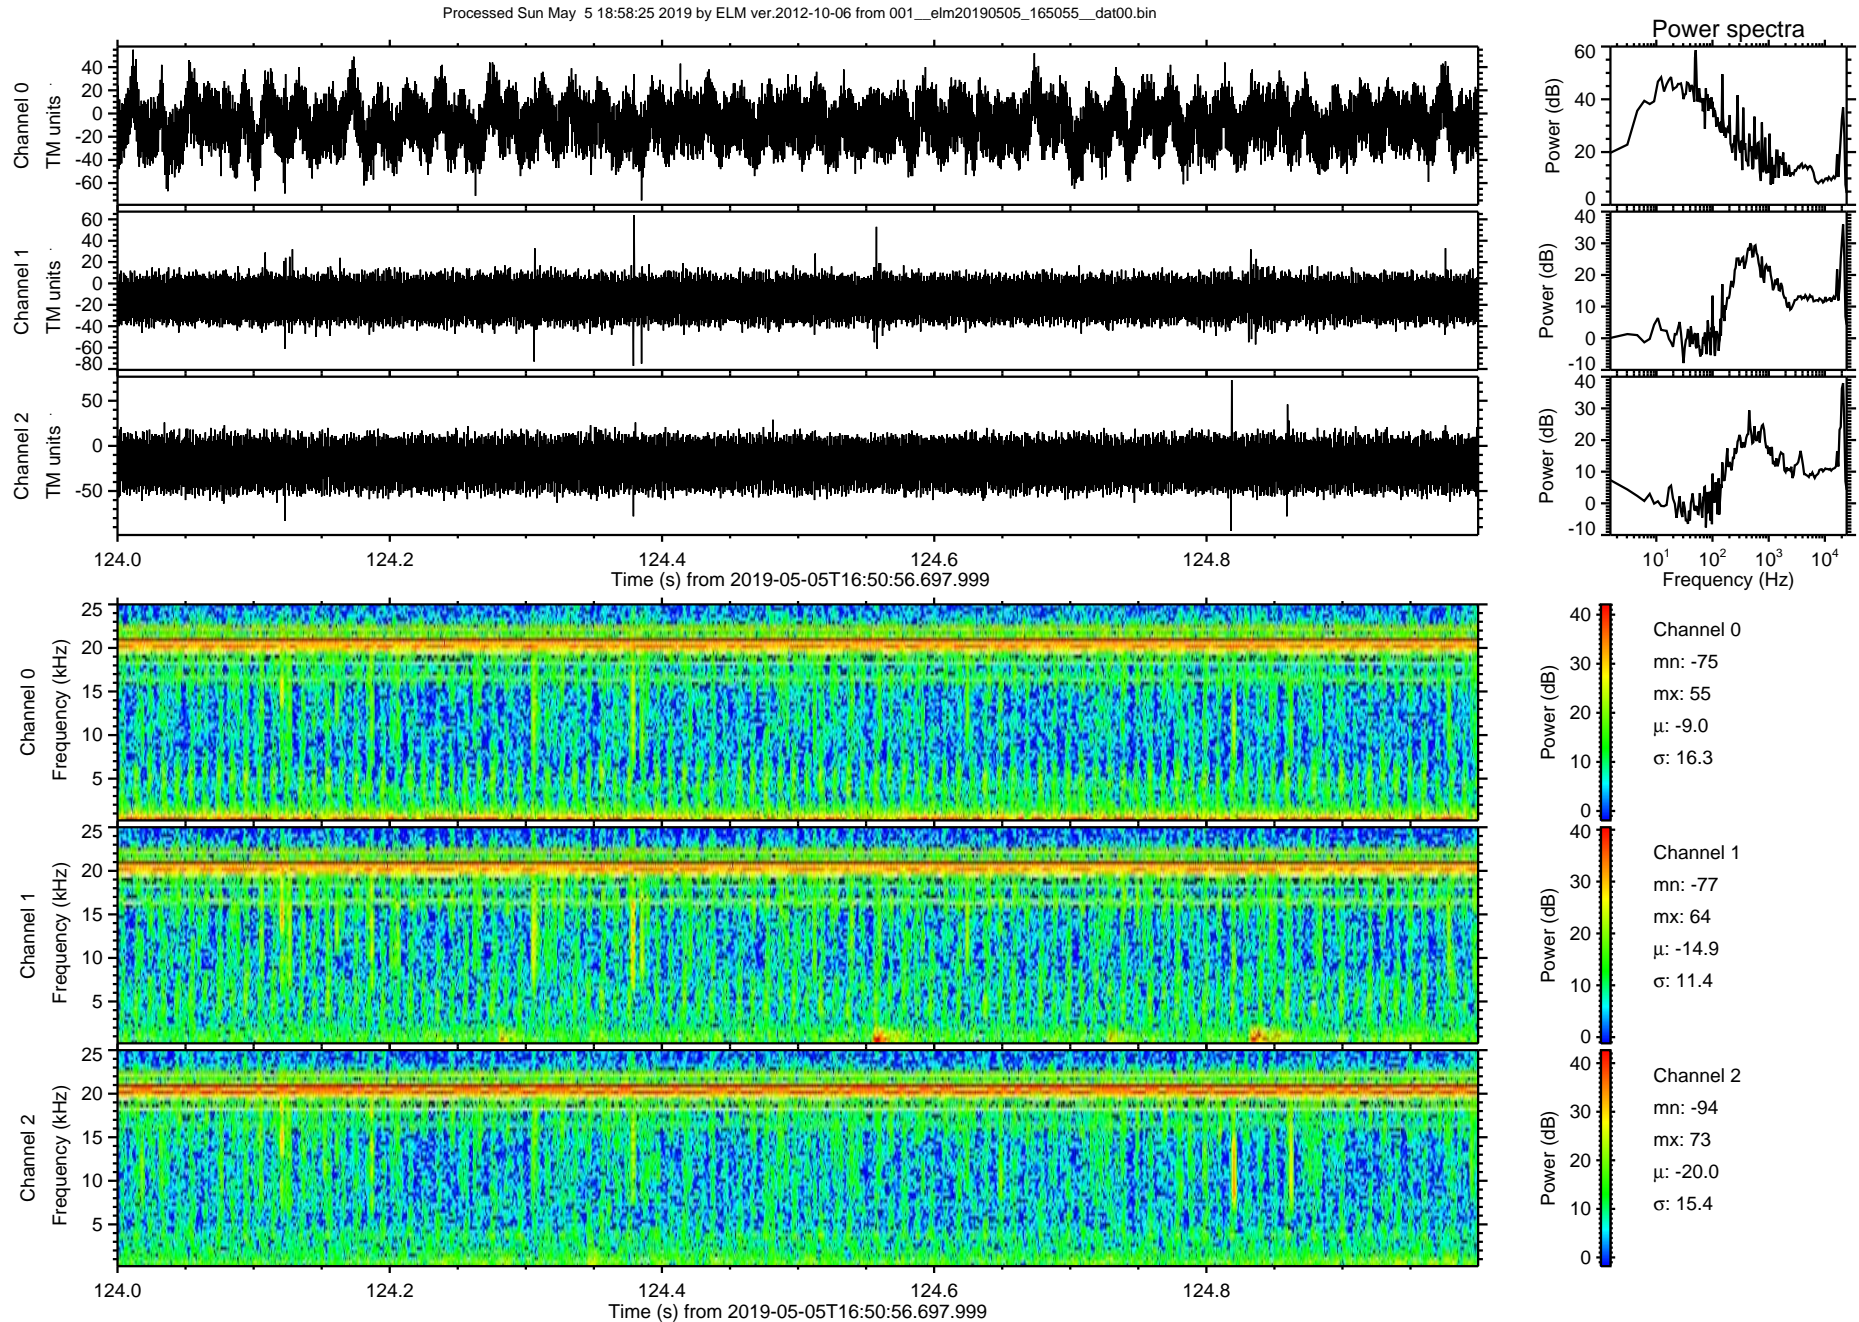 Processed Sun May  5 18:58:25 2019 by ELM ver.2012-10-06 from 001__elm20190505_165055__dat00.bin
Power spectra
Channel 0
TM units
40
20
0
-20
-40
-60
Power (dB)
60
40
20
0
Channel 1
TM units
60
40
20
0
-20
-40
-60
-80
Power (dB)
40
30
20
10
0
-10
Channel 2
TM units
50
0
-50
Power (dB)
40
30
20
10
0
-10
124.0 124.2 124.4 124.6 124.8
Time (s) from 2019-05-05T16:50:56.697.999
10^1 10^2 10^3 10^4
Frequency (Hz)
Channel 0
Frequency (kHz)
25
20
15
10
5
Power (dB)
40
30
20
10
0
Channel 0
mn: -75
mx: 55
μ: -9.0
σ: 16.3
Channel 1
Frequency (kHz)
25
20
15
10
5
Power (dB)
40
30
20
10
0
Channel 1
mn: -77
mx: 64
μ: -14.9
σ: 11.4
Channel 2
Frequency (kHz)
25
20
15
10
5
Power (dB)
40
30
20
10
0
Channel 2
mn: -94
mx: 73
μ: -20.0
σ: 15.4
124.0 124.2 124.4 124.6 124.8
Time (s) from 2019-05-05T16:50:56.697.999